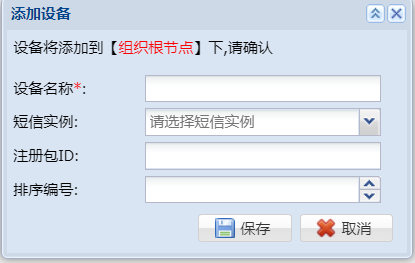 添加设备
设备将添加到【组织根节点】下,请确认
设备名称*:
短信实例: 请选择短信实例
注册包ID:
排序编号:
保存 取消